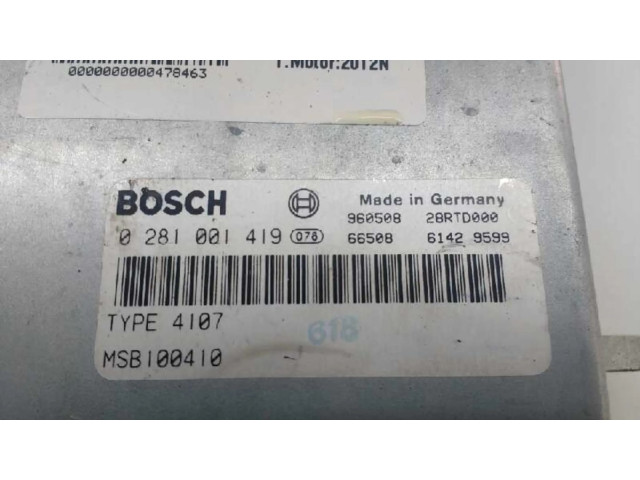 0000000000478463
T.Motor:20T2N
BOSCH Made in Germany
960508 28RTD000
0 281 001 419 076 66508 6142 9599
TYPE 4107
618
MSB100410